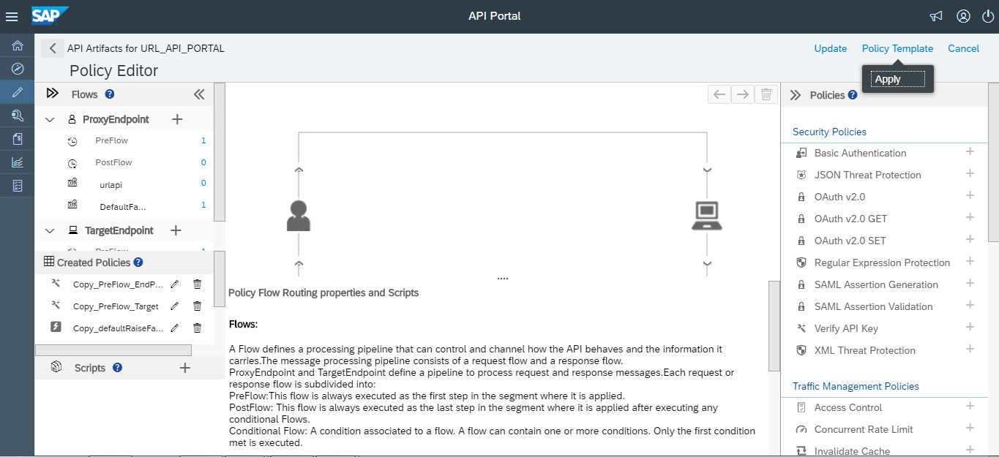 SAP
API Portal
API Artifacts for URL_API_PORTAL
Update
Policy Template
Cancel
Policy Editor
Apply
Flows
ProxyEndpoint
PreFlow 1
PostFlow 0
urlapi 0
DefaultFa... 1
TargetEndpoint
PreFlow 1
Created Policies
Copy_PreFlow_EndP...
Copy_PreFlow_Target
Copy_defaultRaiseFa...
Scripts
Policy Flow Routing properties and Scripts
Flows:
A Flow defines a processing pipeline that can control and channel how the API behaves and the information it
carries.The message processing pipeline consists of a request flow and a response flow.
ProxyEndpoint and TargetEndpoint define a pipeline to process request and response messages.Each request or
response flow is subdivided into:
PreFlow:This flow is always executed as the first step in the segment where it is applied.
PostFlow: This flow is always executed as the last step in the segment where it is applied after executing any
conditional Flows.
Conditional Flow: A condition associated to a flow. A flow can contain one or more conditions. Only the first condition
met is executed.
Policies
Security Policies
Basic Authentication
JSON Threat Protection
OAuth v2.0
OAuth v2.0 GET
OAuth v2.0 SET
Regular Expression Protection
SAML Assertion Generation
SAML Assertion Validation
Verify API Key
XML Threat Protection
Traffic Management Policies
Access Control
Concurrent Rate Limit
Invalidate Cache